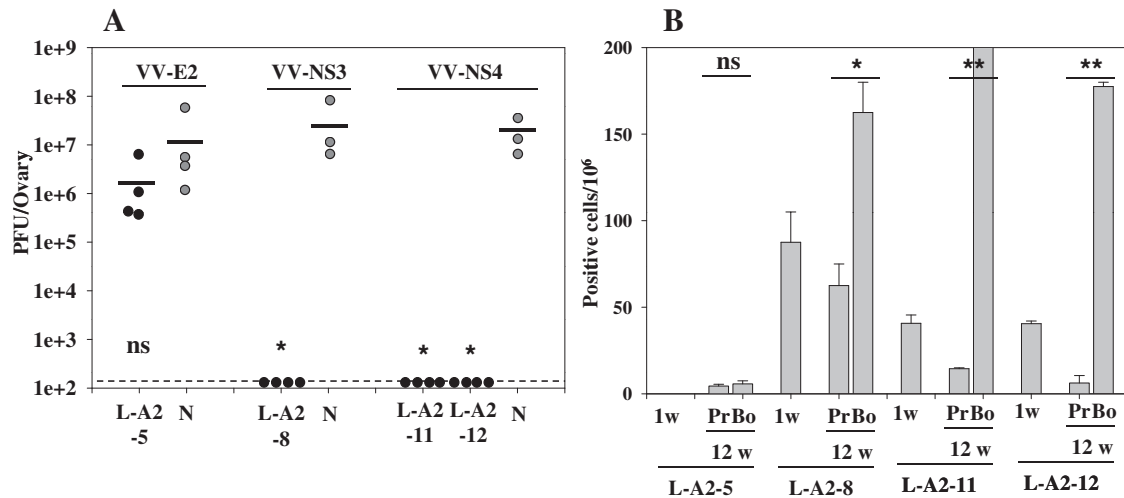 A
1e+9
1e+8
1e+7
1e+6
1e+5
1e+4
1e+3
1e+2
PFU/Ovary
VV-E2 VV-NS3 VV-NS4
ns * * *
L-A2 -5 N L-A2 -8 N L-A2 -11 L-A2 -12 N
B
200
150
100
50
0
Positive cells/10⁶
ns * ** **
1w PrBo 1w PrBo 1w PrBo 1w PrBo
12 w 12 w 12 w 12 w
L-A2-5 L-A2-8 L-A2-11 L-A2-12